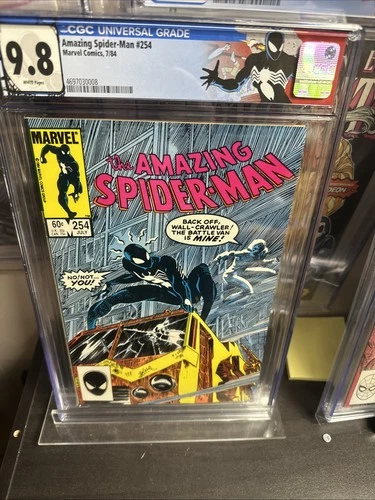 CGC UNIVERSAL GRADE
9.8
WHITE Pages
Amazing Spider-Man #254
Marvel Comics, 7/84
4697030008
MARVEL
60¢
254
JULY
the AMAZING
SPIDER-MAN
BACK OFF,
WALL-CRAWLER!
THE BATTLE VAN
IS MINE!
NO! NOT...
YOU!